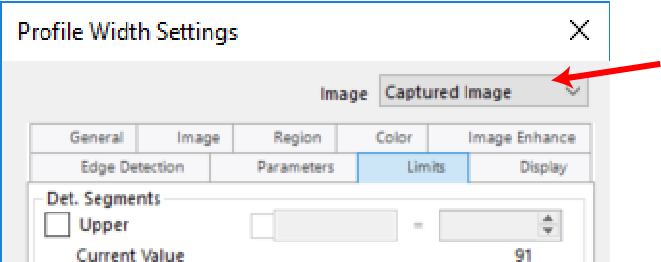 Profile Width Settings
Image Captured Image
General Image Region Color Image Enhance
Edge Detection Parameters Limits Display
Det. Segments
Upper =
Current Value 91